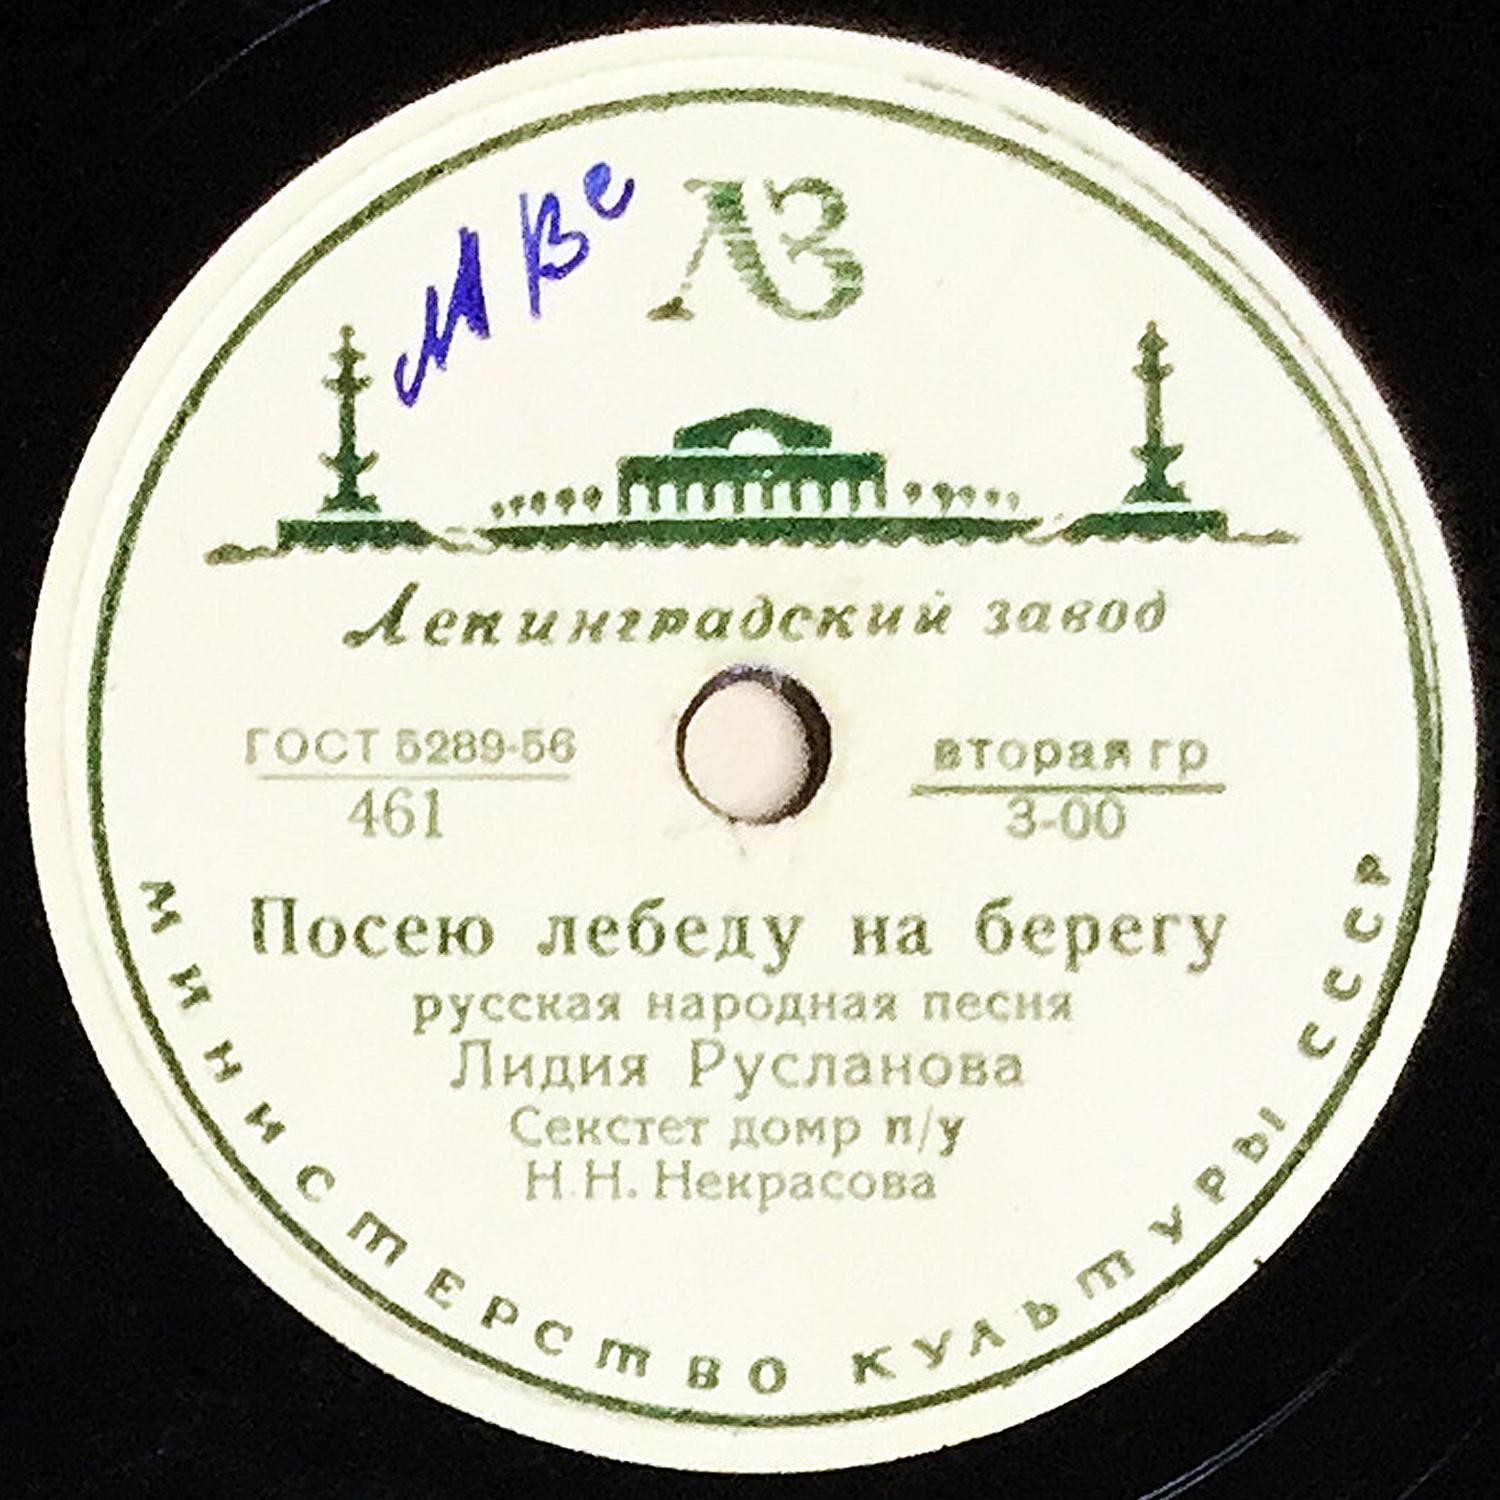 ЛЗ
Ленинградский завод
ГОСТ 5289-56
461
вторая гр
3-00
Посею лебеду на берегу
русская народная песня
Лидия Русланова
Секстет домр п/у
Н.Н. Некрасова
МИНИСТЕРСТВО КУЛЬТУРЫ СССР